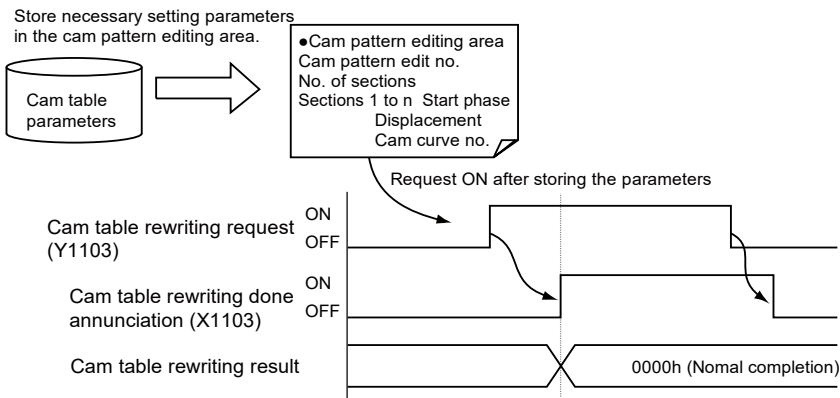 Store necessary setting parameters
in the cam pattern editing area.
Cam table
parameters
●Cam pattern editing area
Cam pattern edit no.
No. of sections
Sections 1 to n Start phase
Displacement
Cam curve no.
Request ON after storing the parameters
Cam table rewriting request
(Y1103)
ON
OFF
Cam table rewriting done
annunciation (X1103)
ON
OFF
Cam table rewriting result
0000h (Nomal completion)